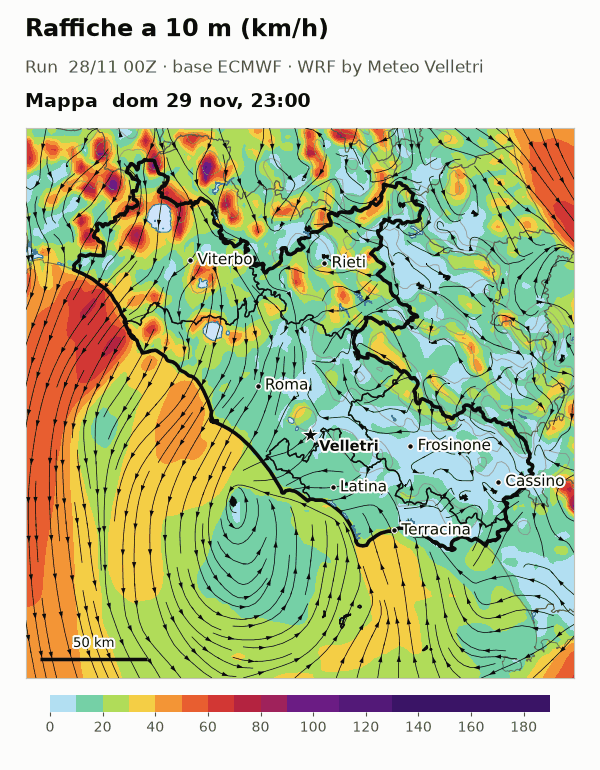 Raffiche a 10 m (km/h)
Run  28/11 00Z · base ECMWF · WRF by Meteo Velletri
Mappa  dom 29 nov, 23:00
Viterbo
Rieti
Roma
Velletri
Frosinone
Latina
Cassino
Terracina
50 km
0 20 40 60 80 100 120 140 160 180